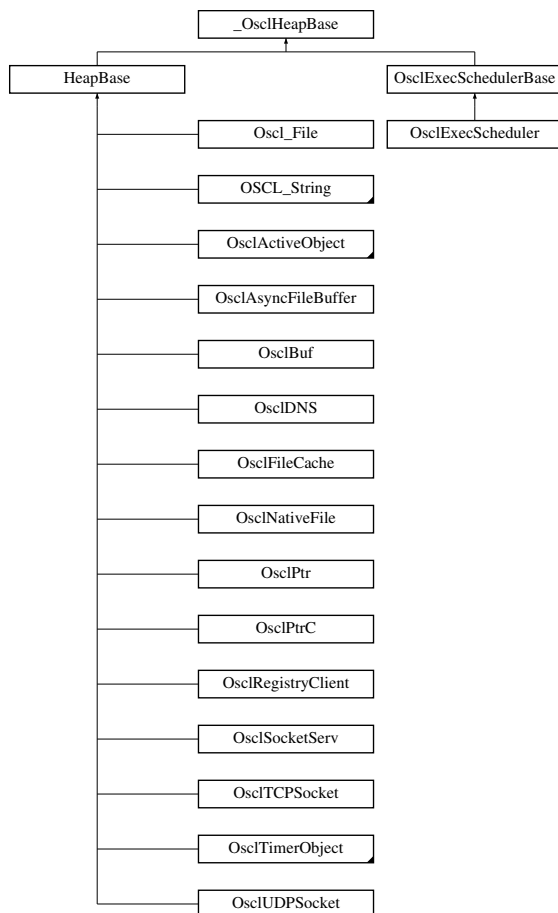 _OsclHeapBase
HeapBase
OsclExecSchedulerBase
Oscl_File
OsclExecScheduler
OSCL_String
OsclActiveObject
OsclAsyncFileBuffer
OsclBuf
OsclDNS
OsclFileCache
OsclNativeFile
OsclPtr
OsclPtrC
OsclRegistryClient
OsclSocketServ
OsclTCPSocket
OsclTimerObject
OsclUDPSocket